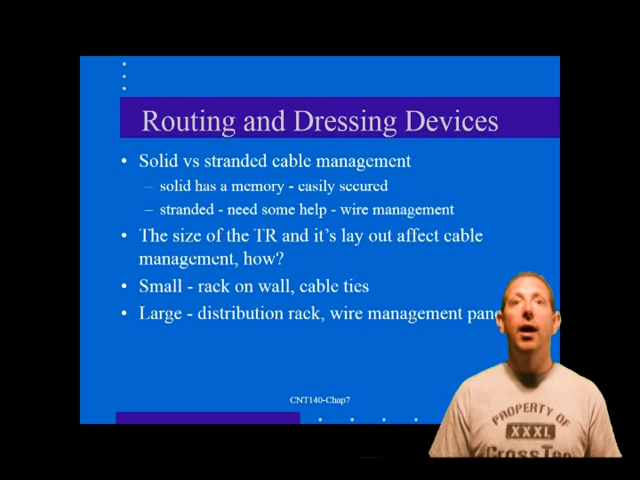 Routing and Dressing Devices
• Solid vs stranded cable management
– solid has a memory - easily secured
– stranded - need some help - wire management
• The size of the TR and it's lay out affect cable
management, how?
• Small - rack on wall, cable ties
• Large - distribution rack, wire management
CNT140-Chap7
PROPERTY OF
XXXL